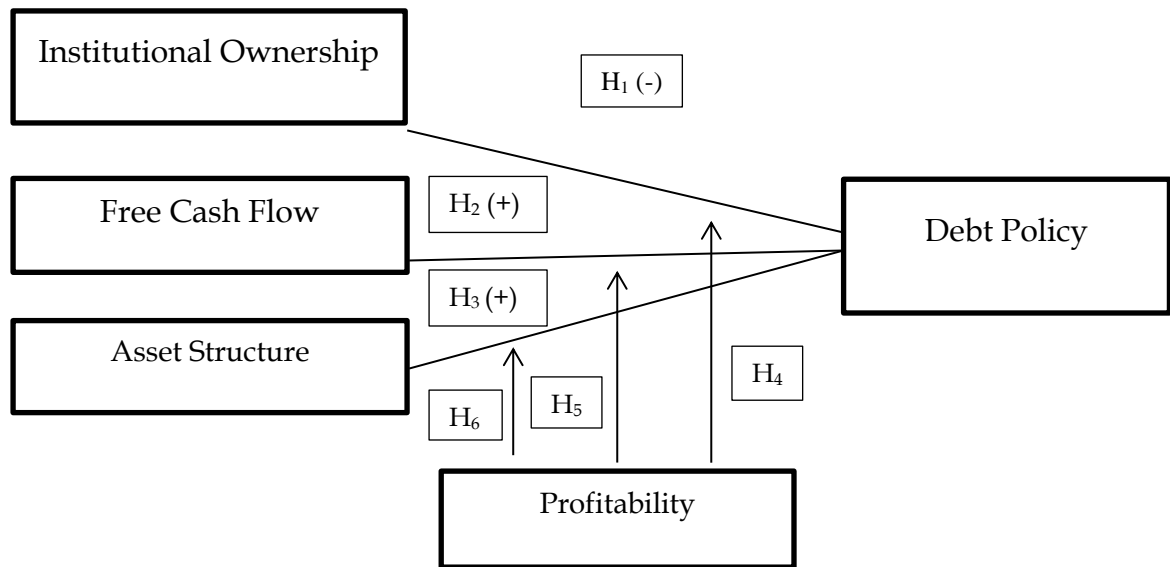 Institutional Ownership
H₁ (-)
Free Cash Flow
H₂ (+)
Debt Policy
H₃ (+)
Asset Structure
H₄
H₅
H₆
Profitability